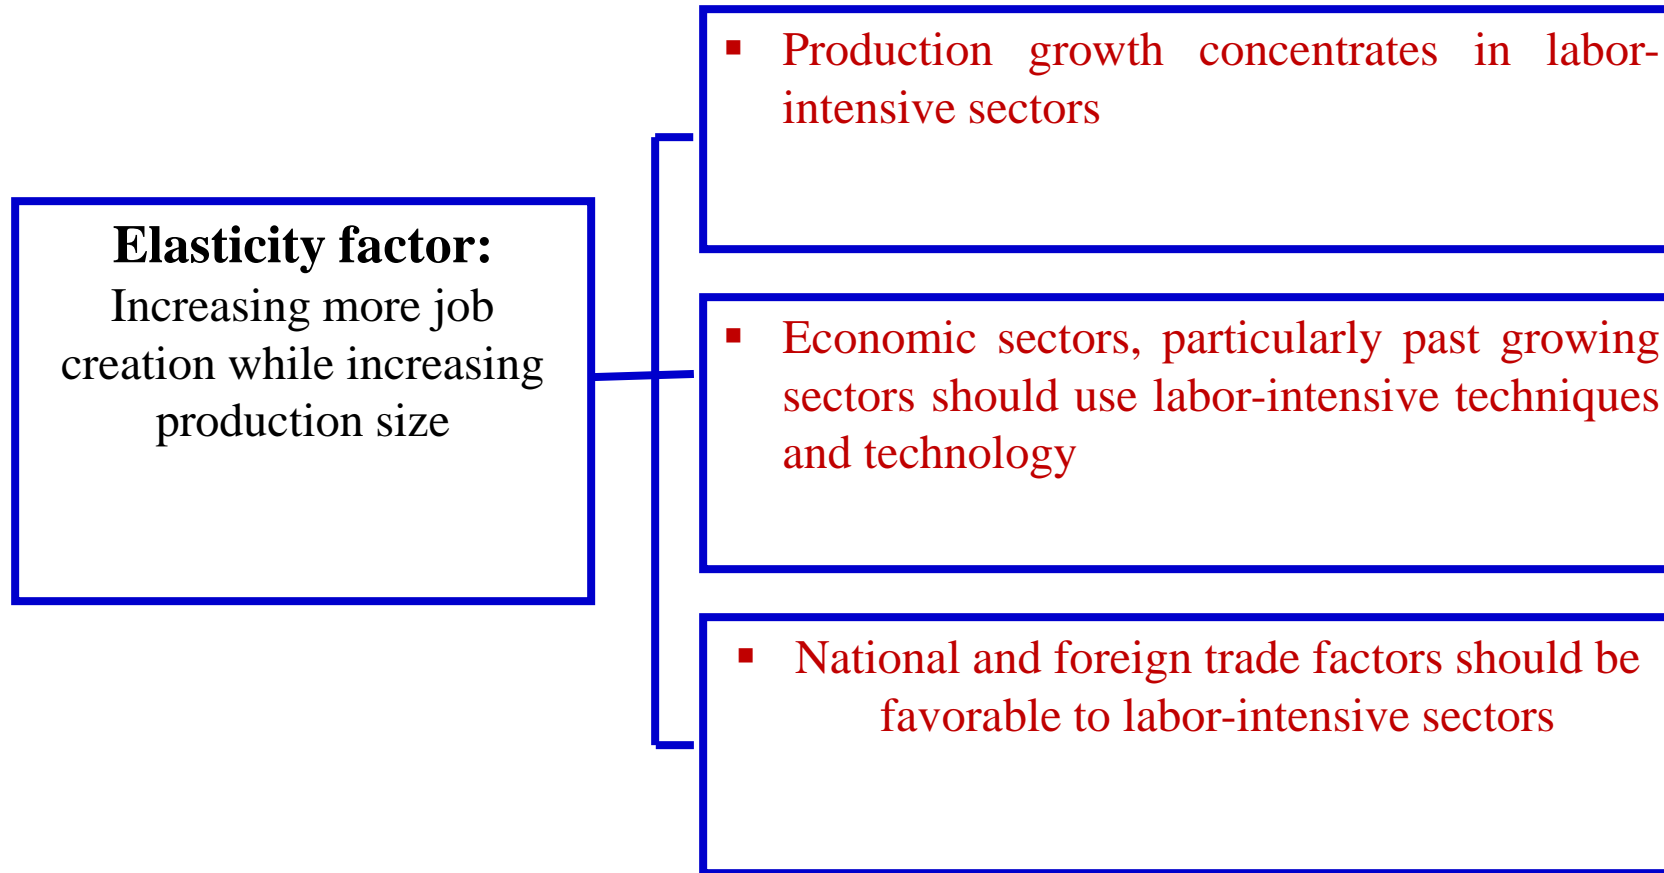 Elasticity factor:
Increasing more job
creation while increasing
production size
▪ Production growth concentrates in labor-
intensive sectors
▪ Economic sectors, particularly past growing
sectors should use labor-intensive techniques
and technology
▪ National and foreign trade factors should be
favorable to labor-intensive sectors